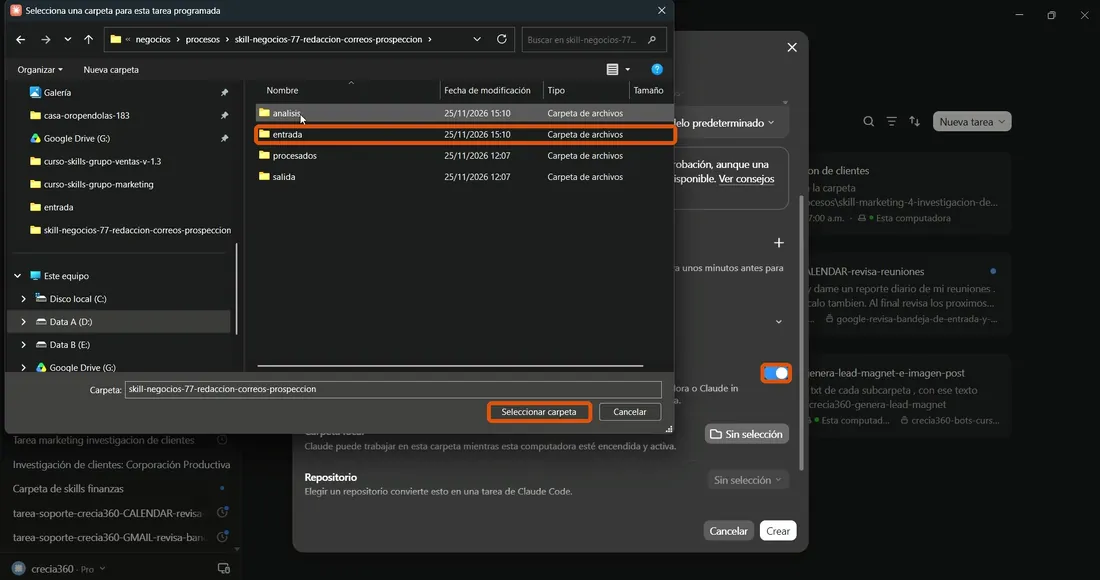 Selecciona una carpeta para esta tarea programada
« negocios › procesos › skill-negocios-77-redaccion-correos-prospeccion ›
Buscar en skill-negocios-77-...
Organizar
Nueva carpeta
Galería
casa-oropendolas-183
Google Drive (G:)
curso-skills-grupo-ventas-v-1.3
curso-skills-grupo-marketing
entrada
skill-negocios-77-redaccion-correos-prospeccion
Este equipo
Disco local (C:)
Data A (D:)
Data B (E:)
Google Drive (G:)
Nombre Fecha de modificación Tipo Tamaño
analisis 25/11/2026 15:10 Carpeta de archivos
entrada 25/11/2026 15:10 Carpeta de archivos
procesados 25/11/2026 12:07 Carpeta de archivos
salida 25/11/2026 12:07 Carpeta de archivos
Carpeta: skill-negocios-77-redaccion-correos-prospeccion
Seleccionar carpeta
Cancelar
elo predeterminado
robación, aunque una
isponible. Ver consejos
a unos minutos antes para
dora o Claude in
a.
Carpeta local
Sin selección
Claude puede trabajar en esta carpeta mientras esta computadora esté encendida y activa.
Repositorio
Sin selección
Elegir un repositorio convierte esto en una tarea de Claude Code.
Cancelar
Crear
Nueva tarea
on de clientes
la carpeta
cesos\skill-marketing-4-investigacion-de...
7:00 a.m. · Esta computadora
ALENDAR-revisa-reuniones
y dame un reporte diario de mi reuniones .
calo tambien. Al final revisa los proximos...
google-revisa-bandeja-de-entrada-y-...
enera-lead-magnet-e-imagen-post
txt de cada subcarpeta , con ese texto
crecia360-genera-lead-magnet
Esta computad...
crecia360-bots-curs...
Tarea marketing investigacion de clientes
Investigación de clientes: Corporación Productiva
Carpeta de skills finanzas
tarea-soporte-crecia360-CALENDAR-revisa
tarea-soporte-crecia360-GMAIL-revisa-ban
crecia360 · Pro